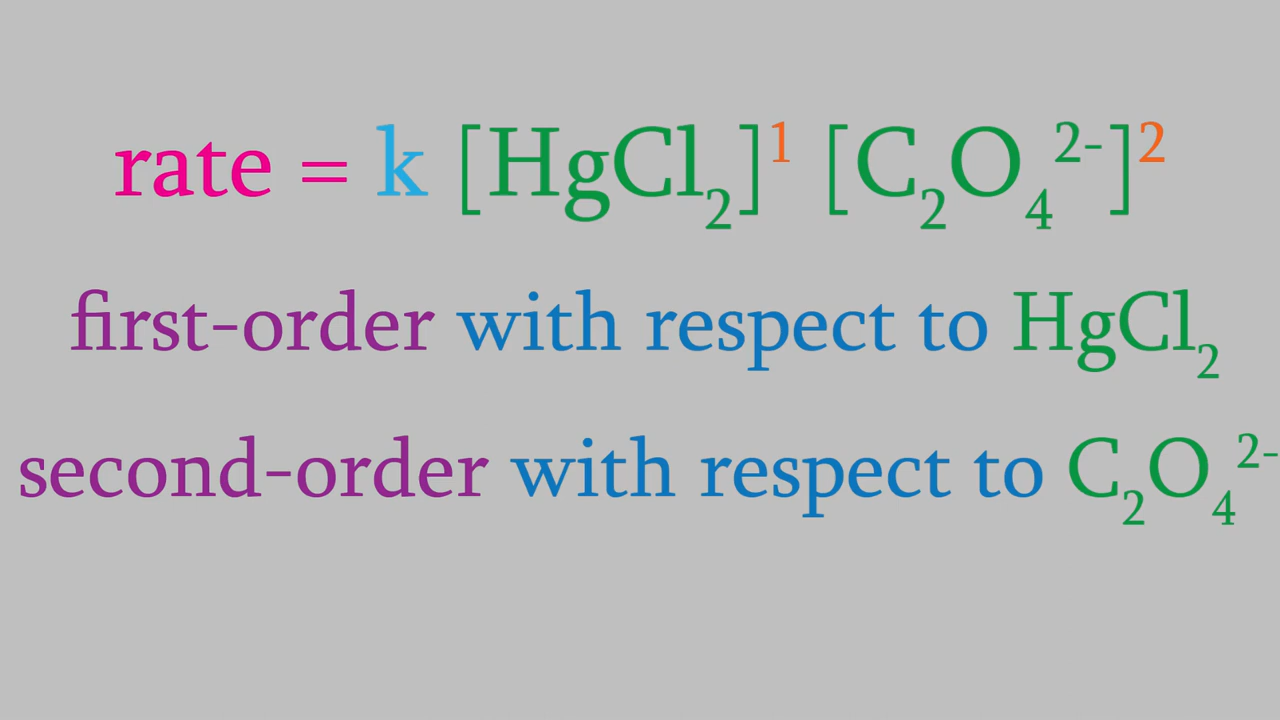 rate = k [HgCl₂]¹ [C₂O₄²⁻]²
first-order with respect to HgCl₂
second-order with respect to C₂O₄²⁻